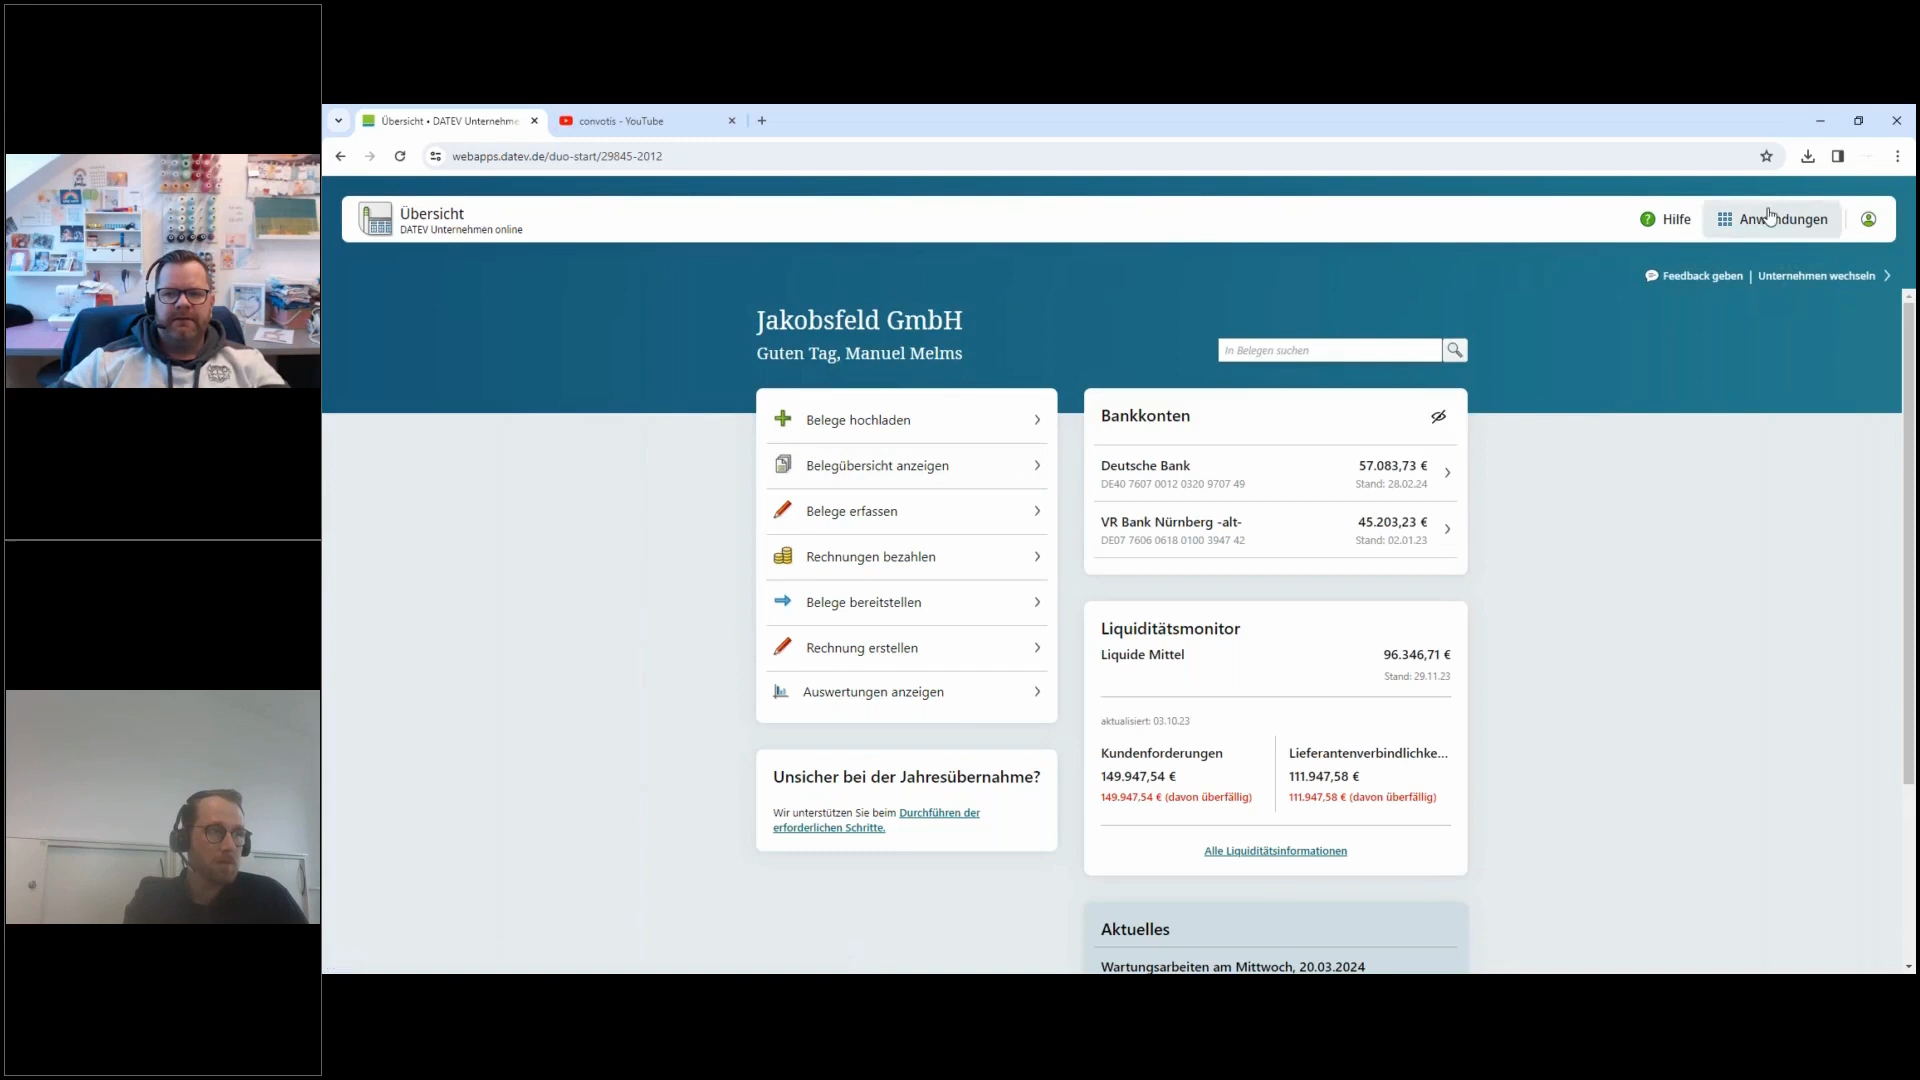 Übersicht • DATEV Unternehme
convotis - YouTube
webapps.datev.de/duo-start/29845-2012
Übersicht
DATEV Unternehmen online
Hilfe
Anwendungen
Feedback geben | Unternehmen wechseln
Jakobsfeld GmbH
Guten Tag, Manuel Melms
In Belegen suchen
Belege hochladen
Belegübersicht anzeigen
Belege erfassen
Rechnungen bezahlen
Belege bereitstellen
Rechnung erstellen
Auswertungen anzeigen
Unsicher bei der Jahresübernahme?
Wir unterstützen Sie beim Durchführen der
erforderlichen Schritte.
Bankkonten
Deutsche Bank 57.083,73 €
DE40 7607 0012 0320 9707 49 Stand: 28.02.24
VR Bank Nürnberg -alt- 45.203,23 €
DE07 7606 0618 0100 3947 42 Stand: 02.01.23
Liquiditätsmonitor
Liquide Mittel 96.346,71 €
Stand: 29.11.23
aktualisiert: 03.10.23
Kundenforderungen Lieferantenverbindlichke...
149.947,54 € 111.947,58 €
149.947,54 € (davon überfällig) 111.947,58 € (davon überfällig)
Alle Liquiditätsinformationen
Aktuelles
Wartungsarbeiten am Mittwoch, 20.03.2024